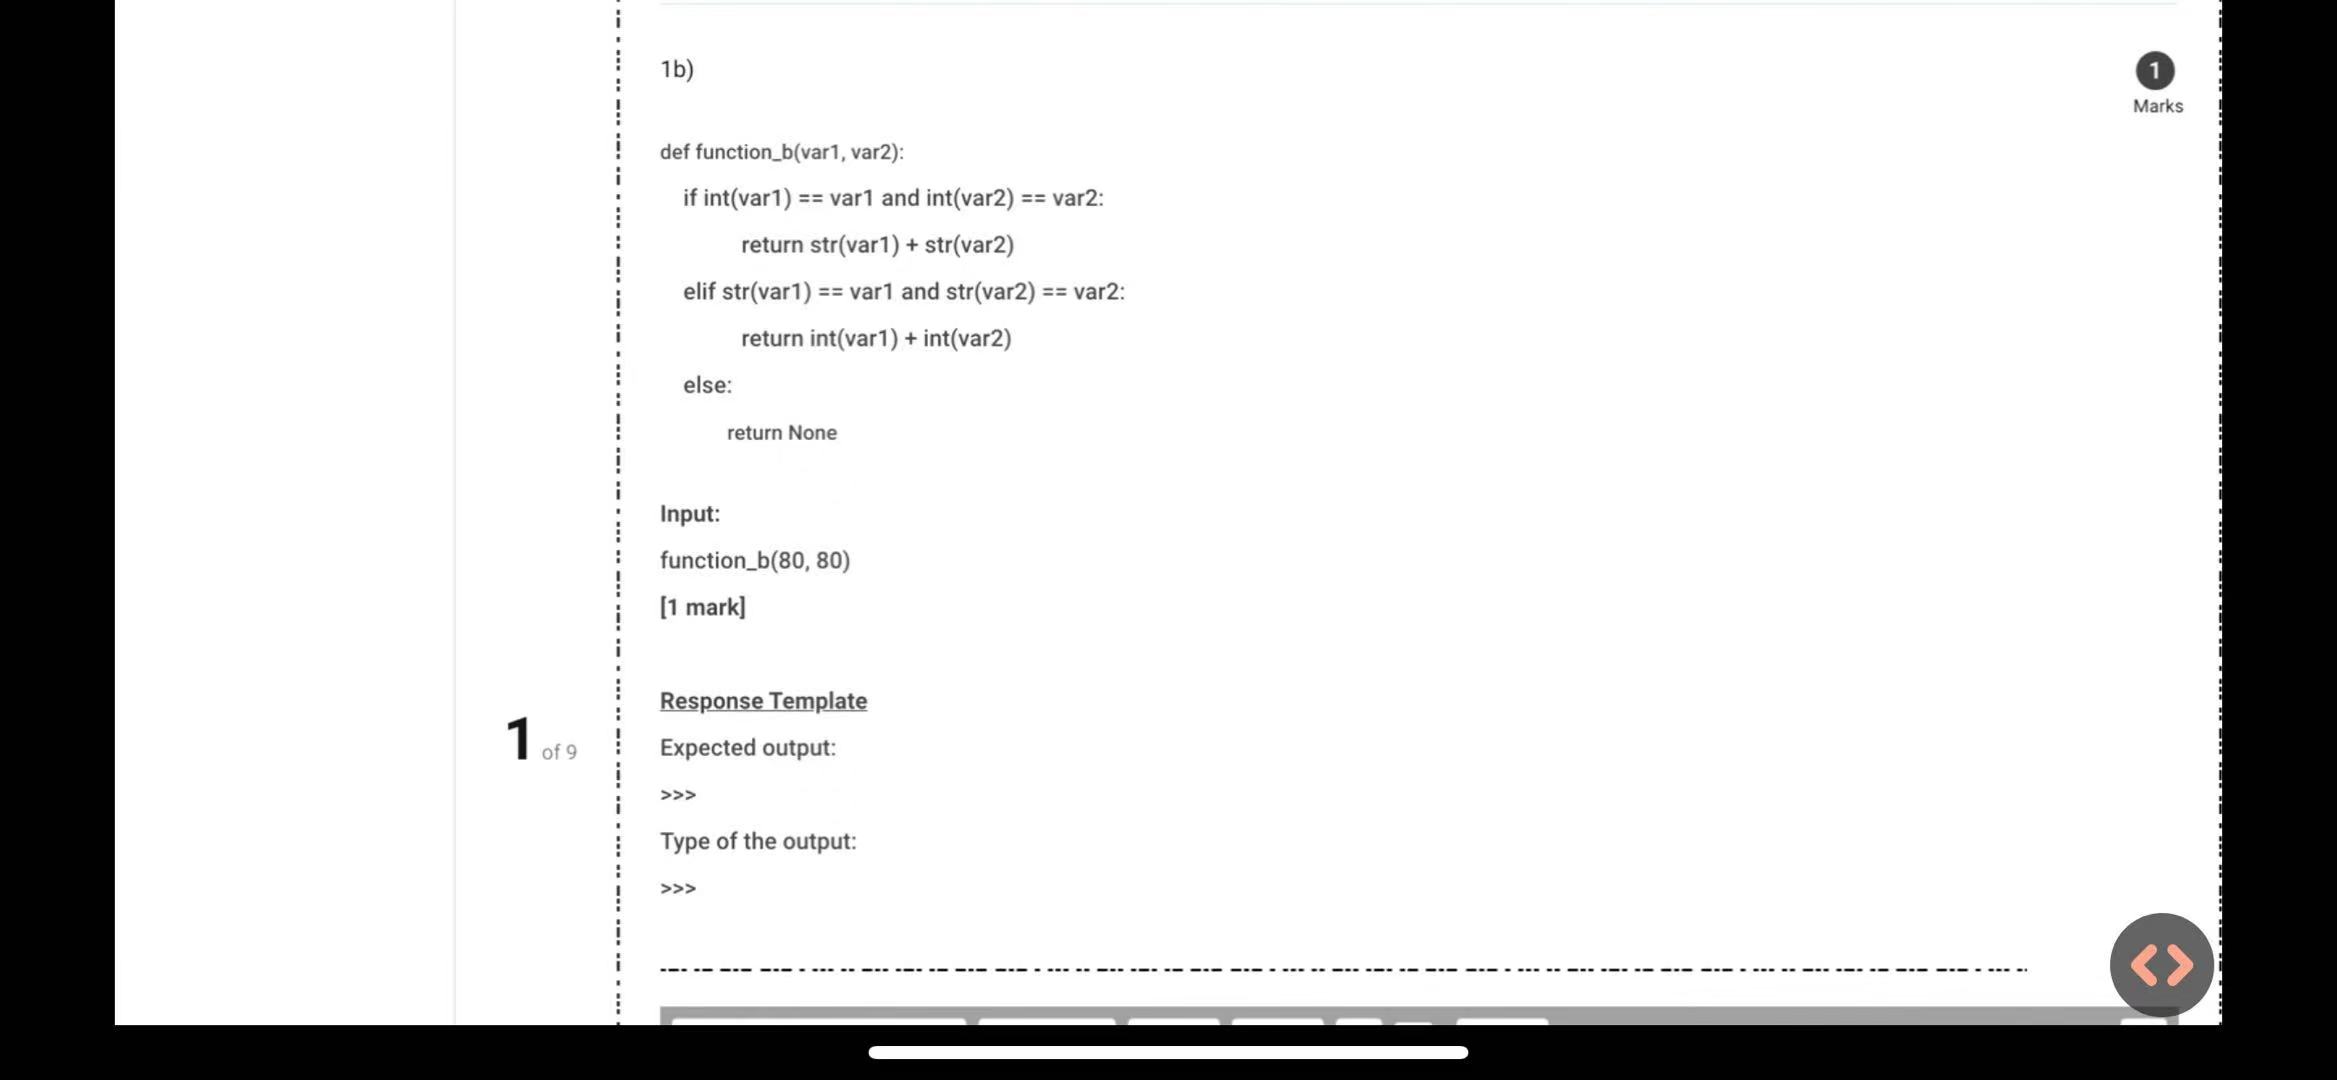 1b)
1
Marks
def function_b(var1, var2):
if int(var1) == var1 and int(var2) == var2:
return str(var1) + str(var2)
elif str(var1) == var1 and str(var2) == var2:
return int(var1) + int(var2)
else:
return None
Input:
function_b(80, 80)
[1 mark]
Response Template
1 of 9
Expected output:
>>>
Type of the output:
>>>